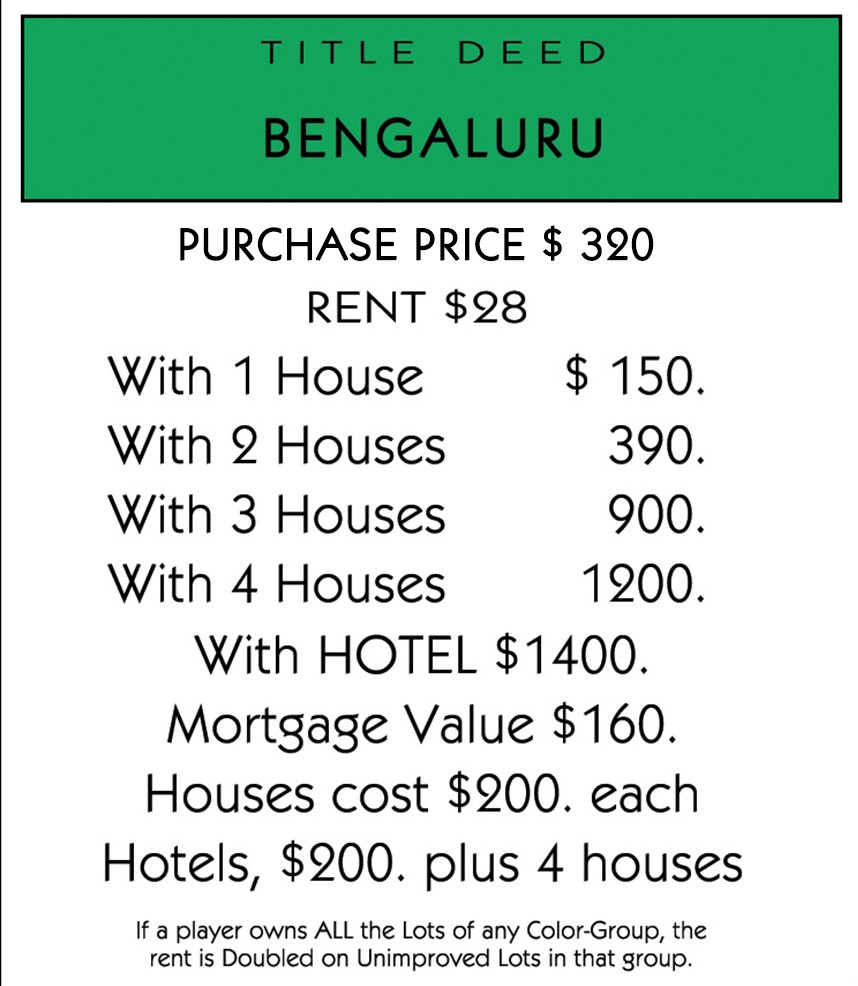 TITLE DEED
BENGALURU
PURCHASE PRICE $ 320
RENT $28
With 1 House $ 150.
With 2 Houses 390.
With 3 Houses 900.
With 4 Houses 1200.
With HOTEL $1400.
Mortgage Value $160.
Houses cost $200. each
Hotels, $200. plus 4 houses
If a player owns ALL the Lots of any Color-Group, the
rent is Doubled on Unimproved Lots in that group.